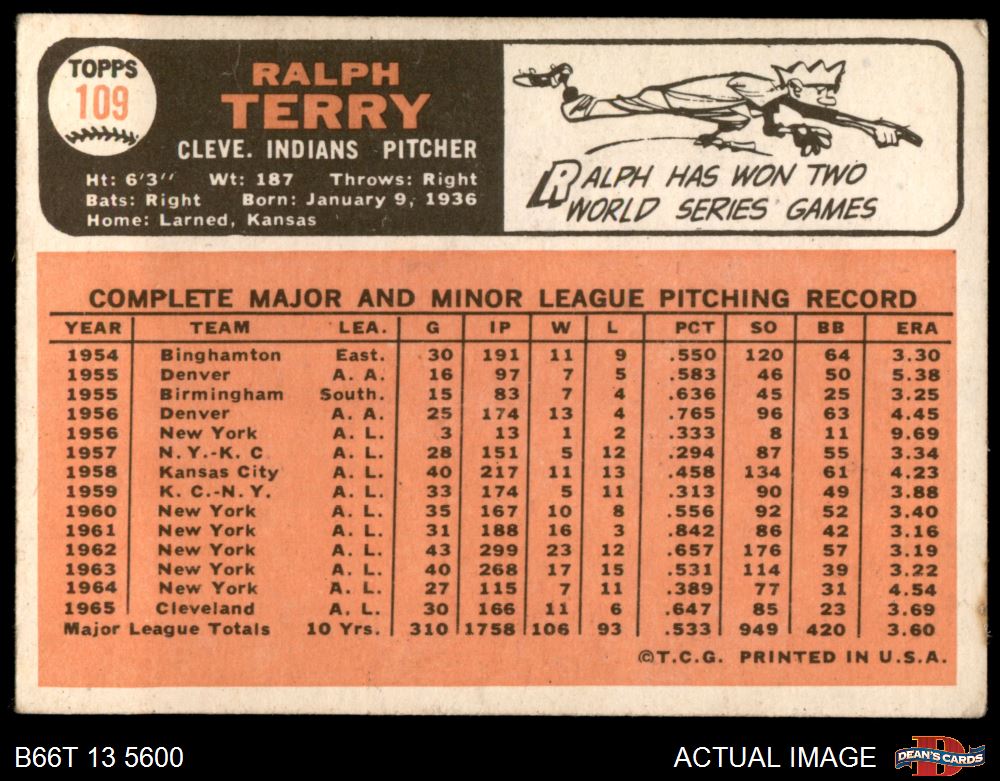 TOPPS
109
RALPH
TERRY
CLEVE. INDIANS PITCHER
Ht: 6'3" Wt: 187 Throws: Right
Bats: Right Born: January 9, 1936
Home: Larned, Kansas
RALPH HAS WON TWO
WORLD SERIES GAMES
COMPLETE MAJOR AND MINOR LEAGUE PITCHING RECORD
YEAR TEAM LEA. G IP W L PCT SO BB ERA
1954 Binghamton East. 30 191 11 9 .550 120 64 3.30
1955 Denver A. A. 16 97 7 5 .583 46 50 5.38
1955 Birmingham South. 15 83 7 4 .636 45 25 3.25
1956 Denver A. A. 25 174 13 4 .765 96 63 4.45
1956 New York A. L. 3 13 1 2 .333 8 11 9.69
1957 N.Y.-K. C A. L. 28 151 5 12 .294 87 55 3.34
1958 Kansas City A. L. 40 217 11 13 .458 134 61 4.23
1959 K. C.-N. Y. A. L. 33 174 5 11 .313 90 49 3.88
1960 New York A. L. 35 167 10 8 .556 92 52 3.40
1961 New York A. L. 31 188 16 3 .842 86 42 3.16
1962 New York A. L. 43 299 23 12 .657 176 57 3.19
1963 New York A. L. 40 268 17 15 .531 114 39 3.22
1964 New York A. L. 27 115 7 11 .389 77 31 4.54
1965 Cleveland A. L. 30 166 11 6 .647 85 23 3.69
Major League Totals 10 Yrs. 310 1758 106 93 .533 949 420 3.60
©T.C.G. PRINTED IN U.S.A.
B66T 13 5600
ACTUAL IMAGE
D
DEAN'S CARDS